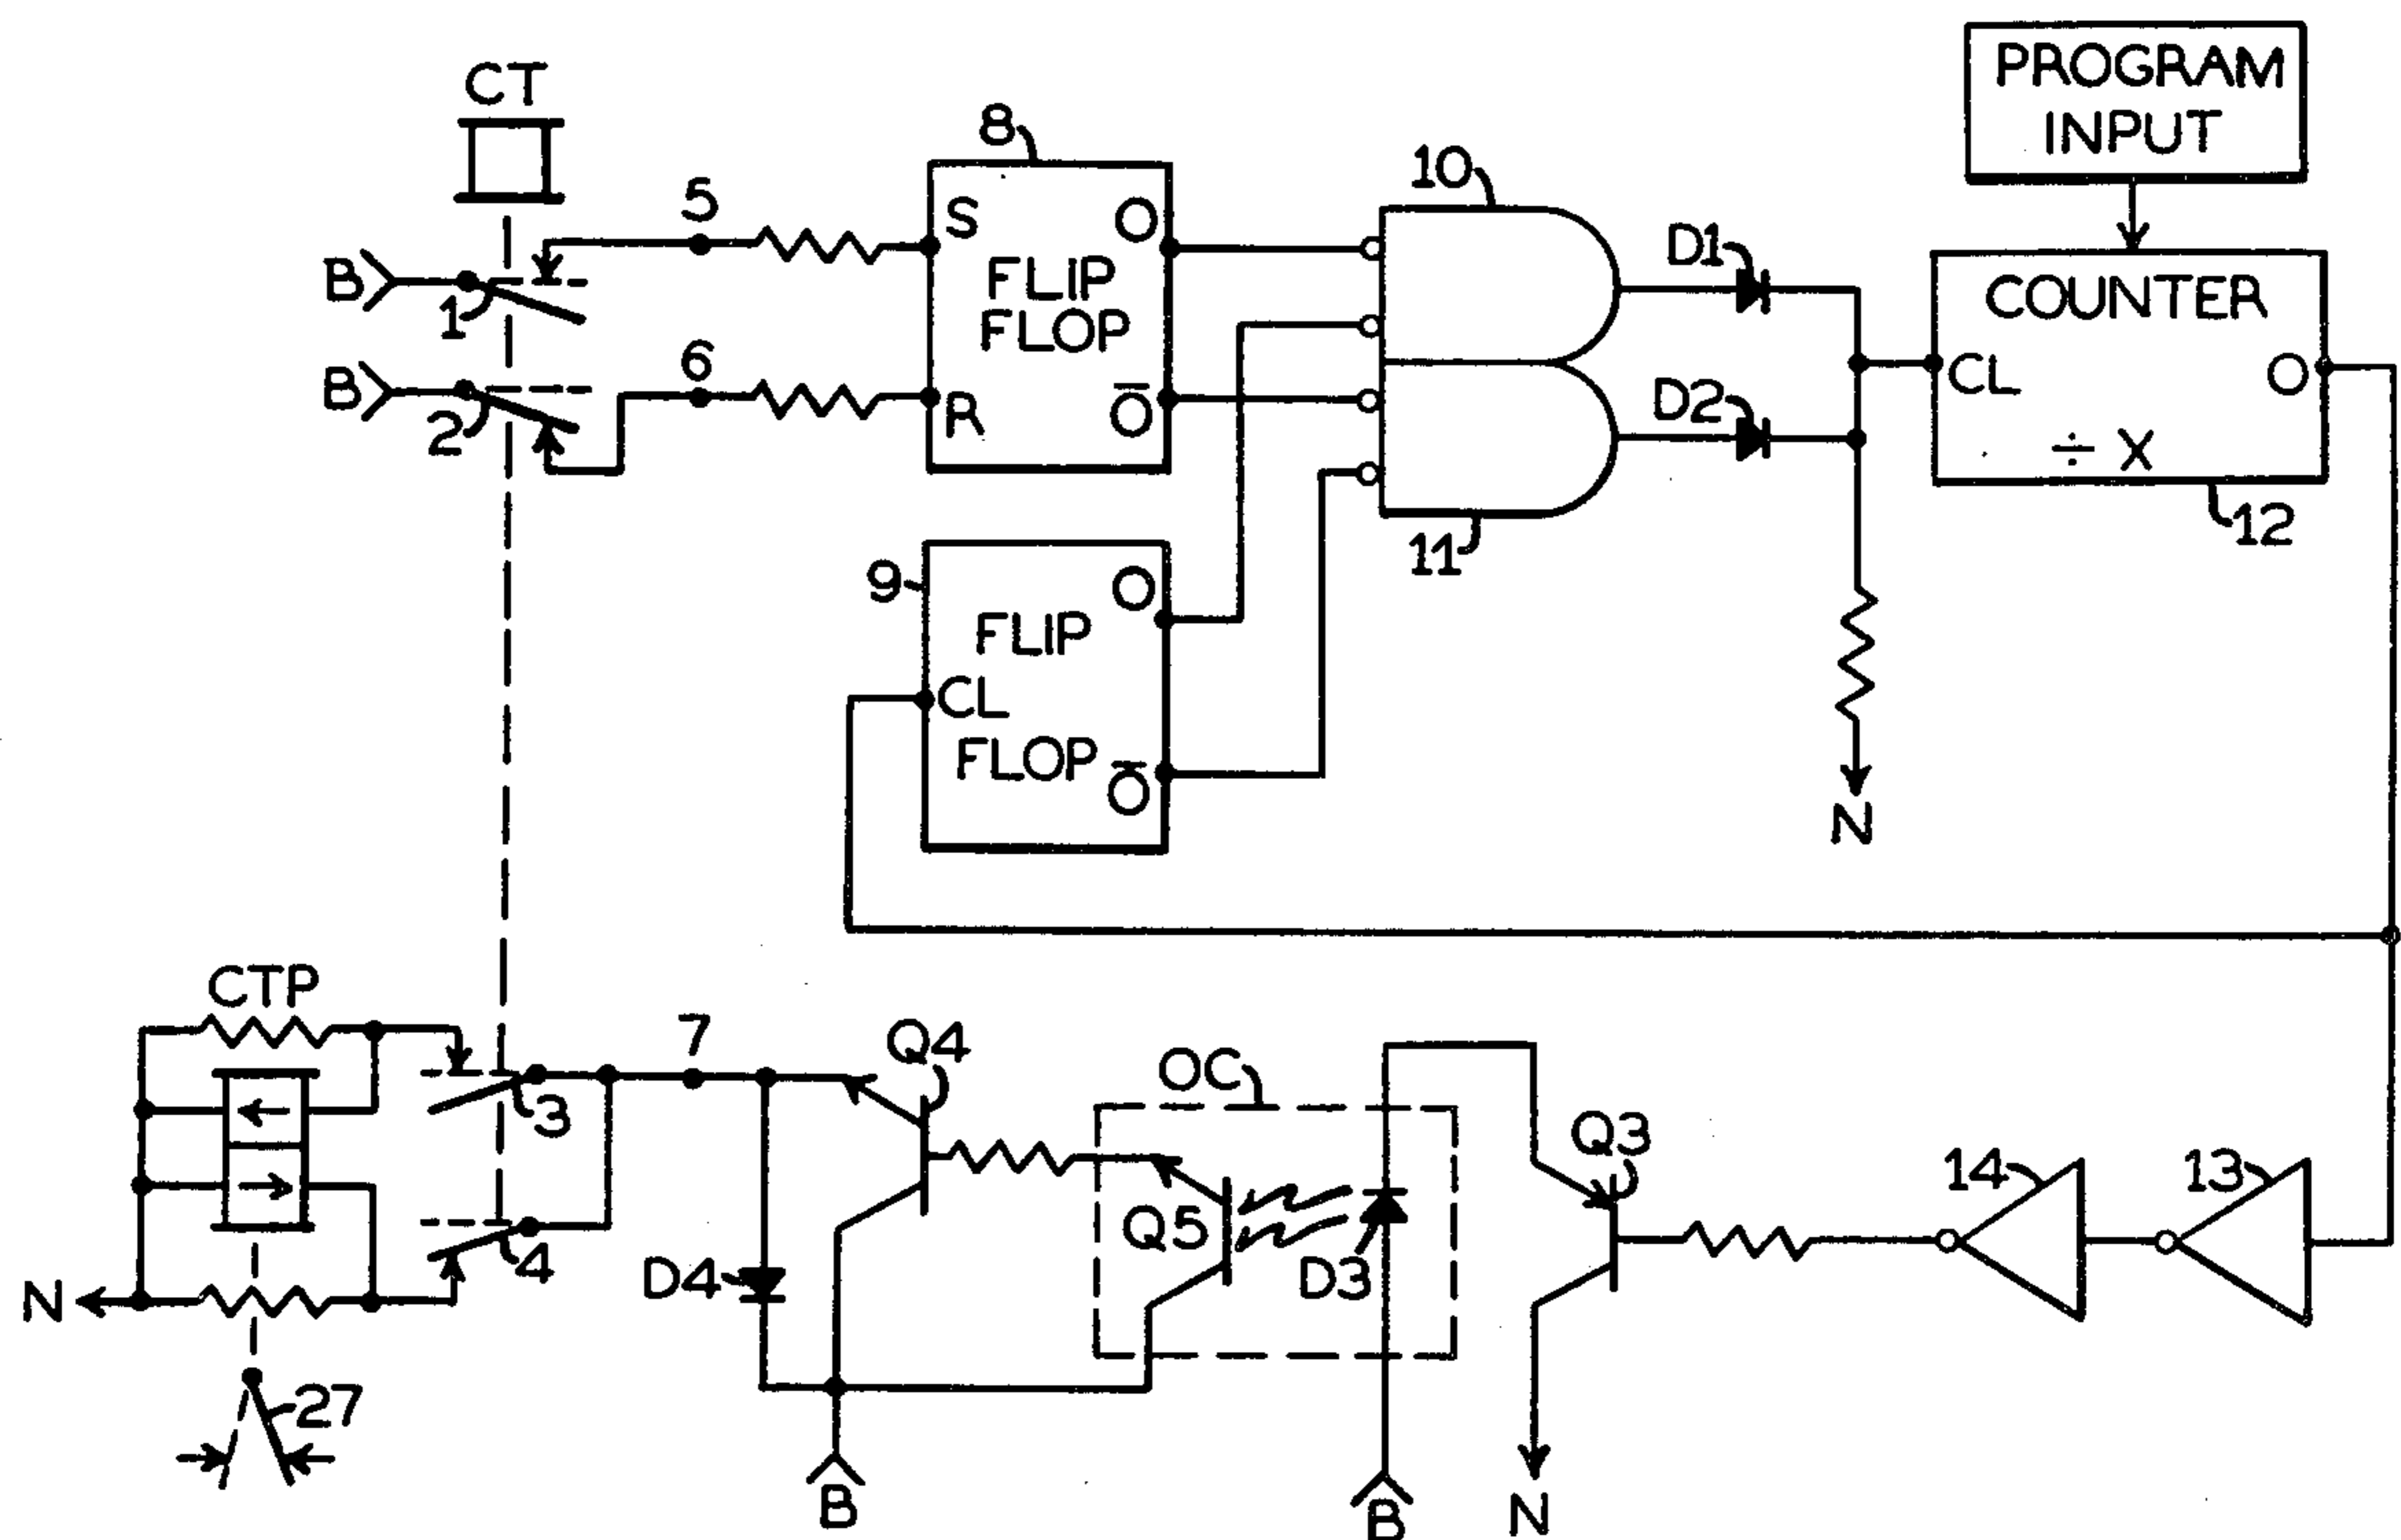 PROGRAM
INPUT
CT
8
10
D1
5
S
O
B
1
FLIP
FLOP
COUNTER
CL
O
÷ X
12
B
2
6
R
O̅
D2
11
9
O
FLIP
CL
FLOP
O̅
N
CTP
3
7
Q4
OC
Q3
14
13
4
D4
Q5
D3
N
27
B
B
N